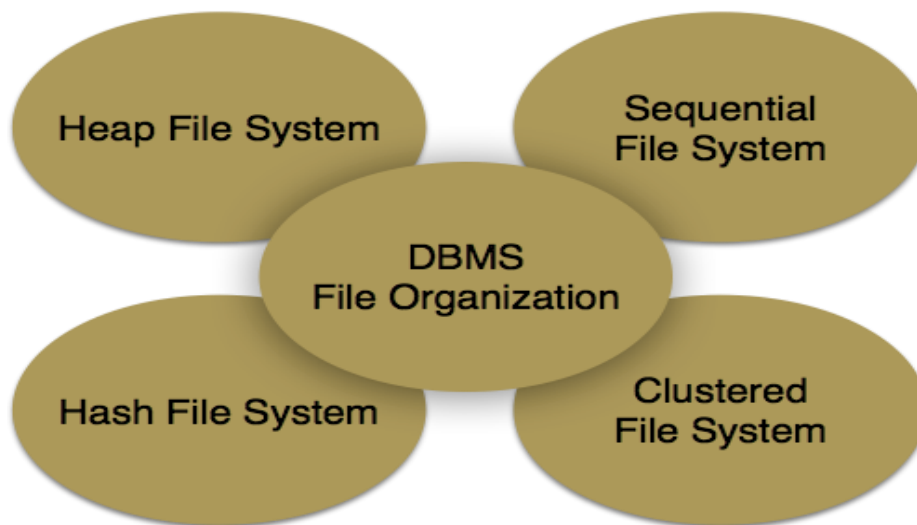 Heap File System
Sequential
File System
DBMS
File Organization
Hash File System
Clustered
File System